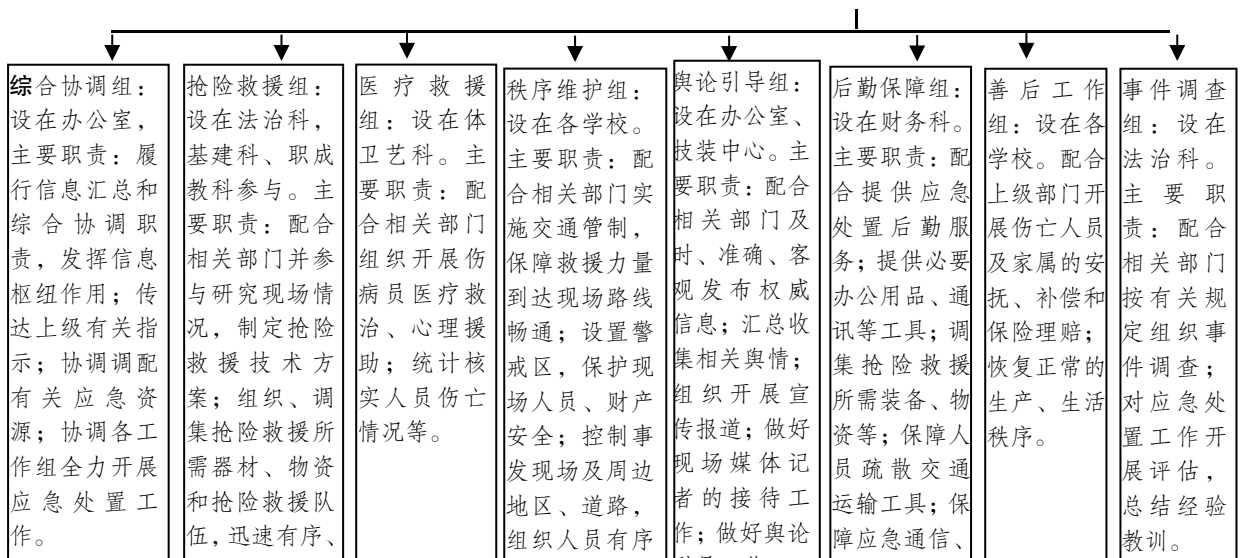 综合协调组：
设在办公室，
主要职责：履
行信息汇总和
综合协调职
责，发挥信息
枢纽作用；传
达上级有关指
示；协调调配
有关应急资
源；协调各工
作组全力开展
应急处置工
作。
抢险救援组：
设在法治科，
基建科、职成
教科参与。主
要职责：配合
相关部门并参
与研究现场情
况，制定抢险
救援技术方
案；组织、调
集抢险救援所
需器材、物资
和抢险救援队
伍，迅速有序、
医疗救援
组：设在体
卫艺科。主
要职责：配
合相关部门
组织开展伤
病员医疗救
治、心理援
助；统计核
实人员伤亡
情况等。
秩序维护组：
设在各学校。
主要职责：配
合相关部门实
施交通管制，
保障救援力量
到达现场路线
畅通；设置警
戒区，保护现
场人员、财产
安全；控制事
发现场及周边
地区、道路，
组织人员有序
舆论引导组：
设在办公室、
技装中心。主
要职责：配合
相关部门及
时、准确、客
观发布权威
信息；汇总收
集相关舆情；
组织开展宣
传报道；做好
现场媒体记
者的接待工
作；做好舆论
后勤保障组：
设在财务科。
主要职责：配
合提供应急
处置后勤服
务；提供必要
办公用品、通
讯等工具；调
集抢险救援
所需装备、物
资等；保障人
员疏散交通
运输工具；保
障应急通信、
善后工作
组：设在各
学校。配合
上级部门开
展伤亡人员
及家属的安
抚、补偿和
保险理赔；
恢复正常的
生产、生活
秩序。
事件调查
组：设在
法治科。
主要职
责：配合
相关部门
按有关规
定组织事
件调查；
对应急处
置工作开
展评估，
总结经验
教训。